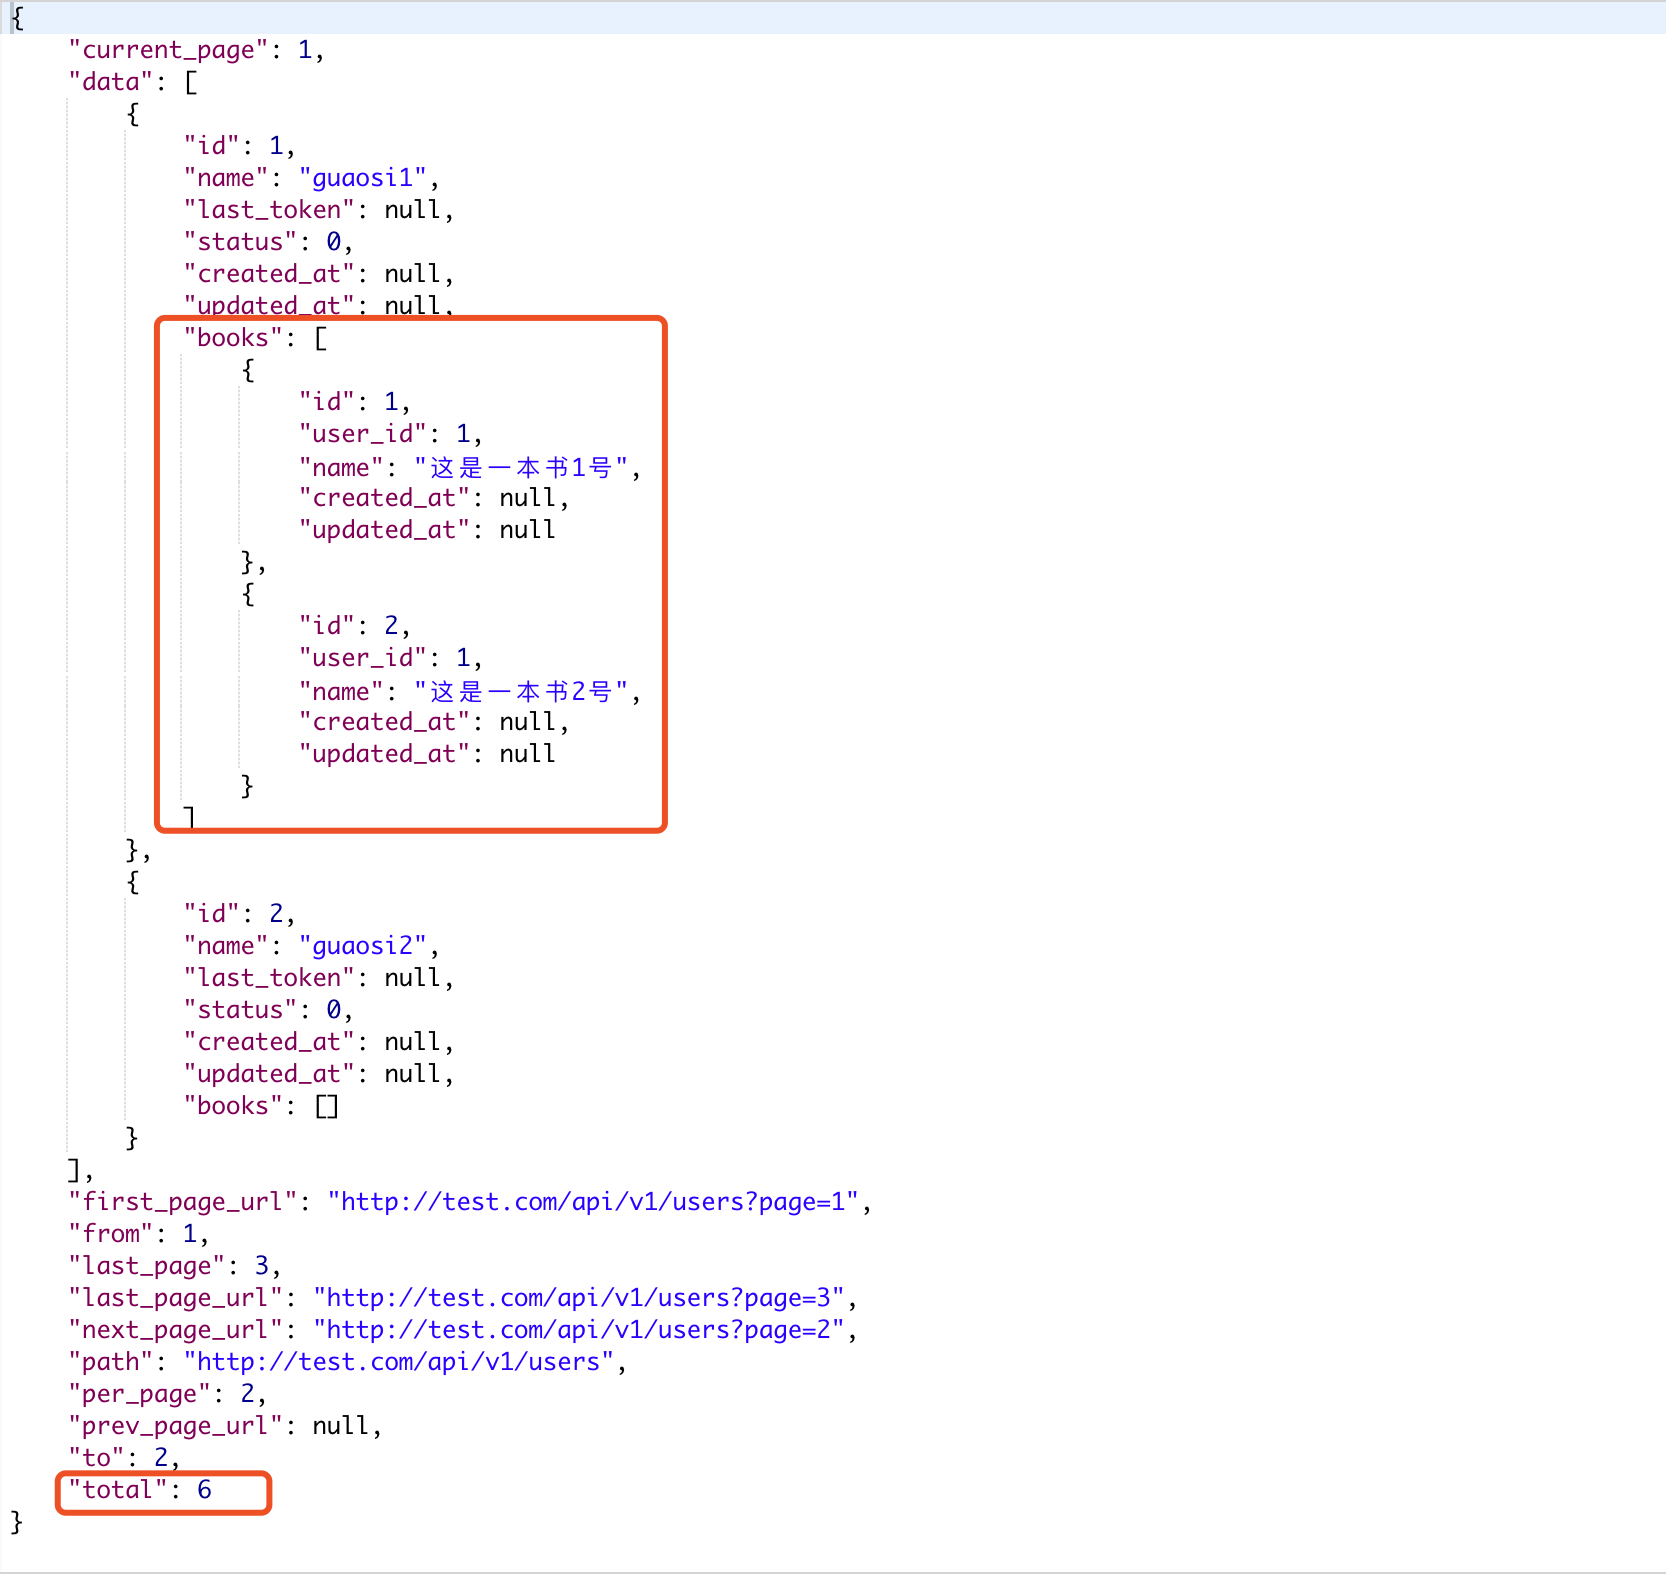 {
    "current_page": 1,
    "data": [
        {
            "id": 1,
            "name": "guaosi1",
            "last_token": null,
            "status": 0,
            "created_at": null,
            "updated_at": null,
            "books": [
                {
                    "id": 1,
                    "user_id": 1,
                    "name": "这是一本书1号",
                    "created_at": null,
                    "updated_at": null
                },
                {
                    "id": 2,
                    "user_id": 1,
                    "name": "这是一本书2号",
                    "created_at": null,
                    "updated_at": null
                }
            ]
        },
        {
            "id": 2,
            "name": "guaosi2",
            "last_token": null,
            "status": 0,
            "created_at": null,
            "updated_at": null,
            "books": []
        }
    ],
    "first_page_url": "http://test.com/api/v1/users?page=1",
    "from": 1,
    "last_page": 3,
    "last_page_url": "http://test.com/api/v1/users?page=3",
    "next_page_url": "http://test.com/api/v1/users?page=2",
    "path": "http://test.com/api/v1/users",
    "per_page": 2,
    "prev_page_url": null,
    "to": 2,
    "total": 6
}